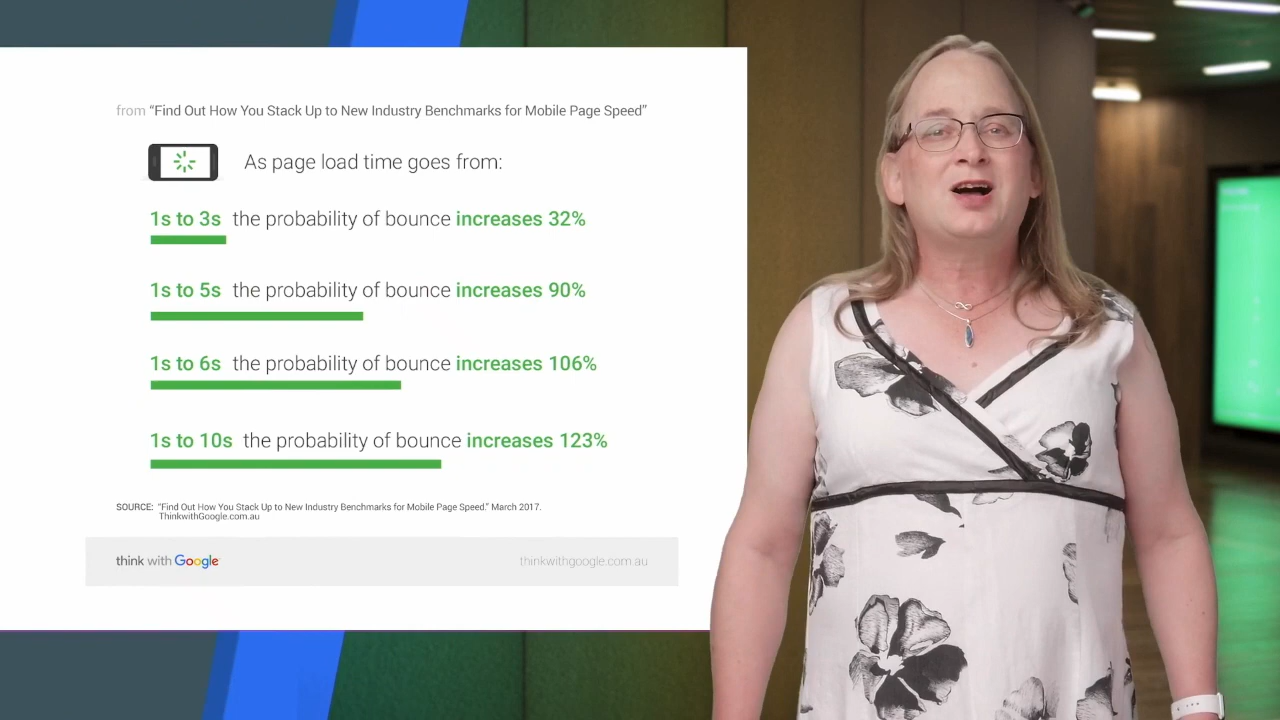 from “Find Out How You Stack Up to New Industry Benchmarks for Mobile Page Speed”
As page load time goes from:
1s to 3s the probability of bounce increases 32%
1s to 5s the probability of bounce increases 90%
1s to 6s the probability of bounce increases 106%
1s to 10s the probability of bounce increases 123%
SOURCE: “Find Out How You Stack Up to New Industry Benchmarks for Mobile Page Speed.” March 2017.
ThinkwithGoogle.com.au
think with Google
thinkwithgoogle.com.au